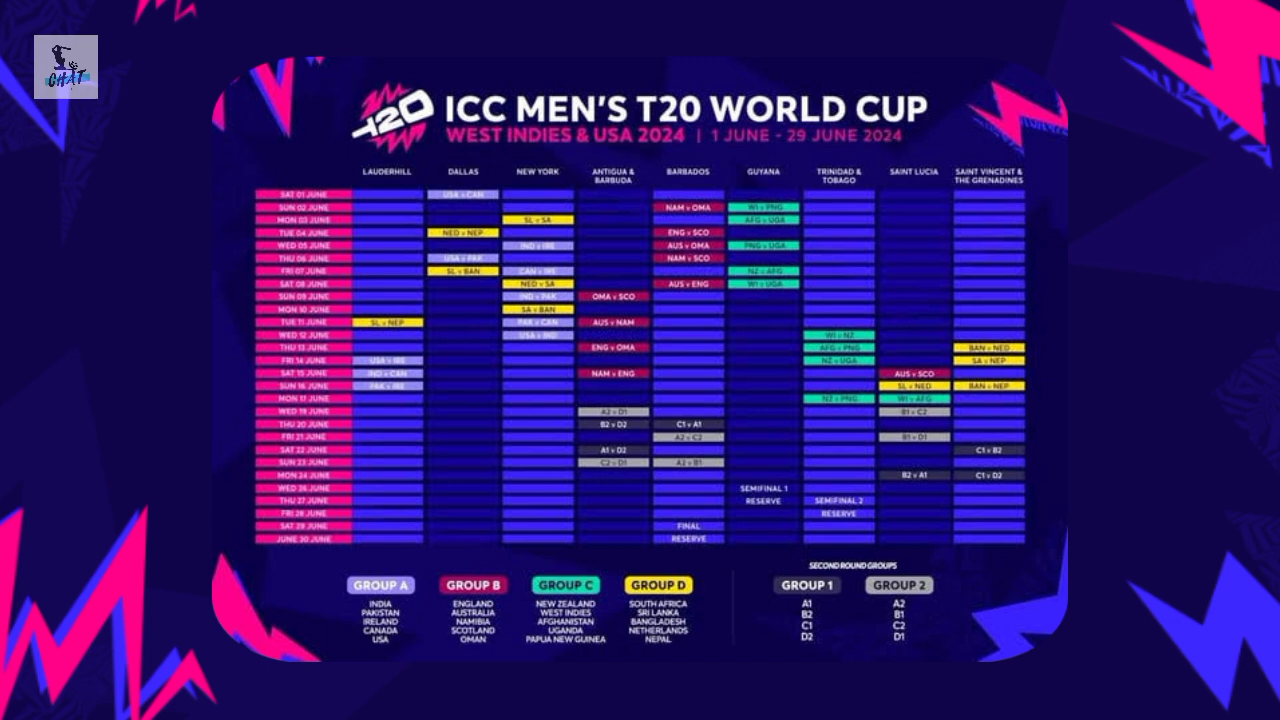 CHAT
T20 ICC MEN'S T20 WORLD CUP
WEST INDIES & USA 2024 | 1 JUNE - 29 JUNE 2024
LAUDERHILL DALLAS NEW YORK ANTIGUA & BARBUDA BARBADOS GUYANA TRINIDAD & TOBAGO SAINT LUCIA SAINT VINCENT & THE GRENADINES
SAT 01 JUNE USA v CAN
SUN 02 JUNE NAM v OMA WI v PNG
MON 03 JUNE SL v SA AFG v UGA
TUE 04 JUNE NED v NEP ENG v SCO
WED 05 JUNE IND v IRE AUS v OMA PNG v UGA
THU 06 JUNE USA v PAK NAM v SCO
FRI 07 JUNE SL v BAN CAN v IRE NZ v AFG
SAT 08 JUNE NED v SA AUS v ENG WI v UGA
SUN 09 JUNE IND v PAK OMA v SCO
MON 10 JUNE SA v BAN
TUE 11 JUNE SL v NEP PAK v CAN AUS v NAM
WED 12 JUNE USA v IND WI v NZ
THU 13 JUNE ENG v OMA AFG v PNG BAN v NED
FRI 14 JUNE USA v IRE NZ v UGA SA v NEP
SAT 15 JUNE IND v CAN NAM v ENG AUS v SCO
SUN 16 JUNE PAK v IRE SL v NED BAN v NEP
MON 17 JUNE NZ v PNG WI v AFG
WED 19 JUNE A2 v D1 B1 v C2
THU 20 JUNE B2 v D2 C1 v A1
FRI 21 JUNE A2 v C2 B1 v D1
SAT 22 JUNE A1 v D2 C1 v B2
SUN 23 JUNE C2 v D1 A2 v B1
MON 24 JUNE B2 v A1 C1 v D2
WED 26 JUNE SEMIFINAL 1
THU 27 JUNE RESERVE SEMIFINAL 2
FRI 28 JUNE RESERVE
SAT 29 JUNE FINAL
JUNE 30 JUNE RESERVE
SECOND ROUND GROUPS
GROUP A GROUP B GROUP C GROUP D GROUP 1 GROUP 2
INDIA ENGLAND NEW ZEALAND SOUTH AFRICA A1 A2
PAKISTAN AUSTRALIA WEST INDIES SRI LANKA B2 B1
IRELAND NAMIBIA AFGHANISTAN BANGLADESH C1 C2
CANADA SCOTLAND UGANDA NETHERLANDS D2 D1
USA OMAN PAPUA NEW GUINEA NEPAL